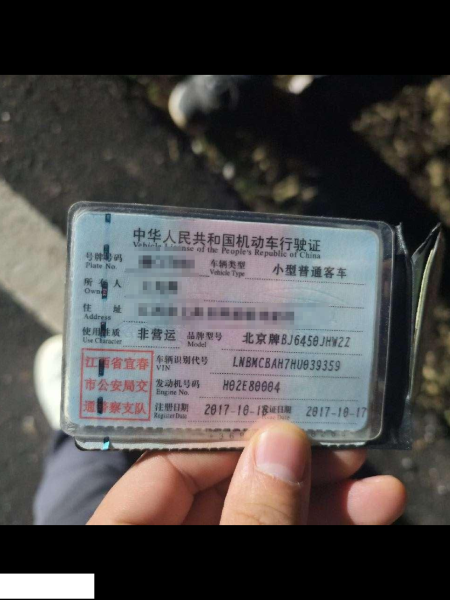 中华人民共和国机动车行驶证
Vehicle License of the People's Republic of China
号牌号码 车辆类型 小型普通客车
Plate No. Vehicle Type
所有人
Owner
住址
Address
使用性质 非营运 品牌型号 北京牌BJ6450JHWZZ
Use Character Model
江西省宜春
市公安局交
通警察支队
车辆识别代号 LNBMCBAH7HU039359
VIN
发动机号码 H02E80004
Engine No.
注册日期 2017-10-18 证日期 2017-10-17
Register Date